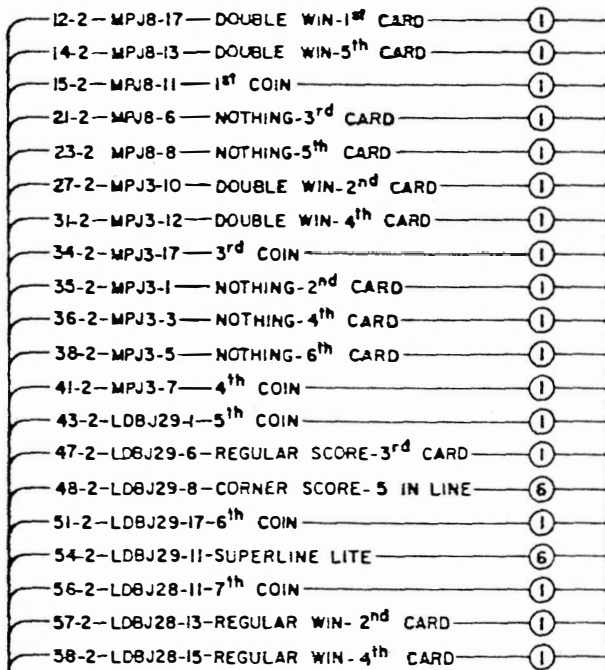 12-2-MPJ8-17-DOUBLE WIN-1st CARD 1
14-2-MPJ8-13-DOUBLE WIN-5th CARD 1
15-2-MPJ8-11-1st COIN 1
21-2-MPJ8-6-NOTHING-3rd CARD 1
23-2 MPJ8-8-NOTHING-5th CARD 1
27-2-MPJ3-10-DOUBLE WIN-2nd CARD 1
31-2-MPJ3-12-DOUBLE WIN-4th CARD 1
34-2-MPJ3-17-3rd COIN 1
35-2-MPJ3-1-NOTHING-2nd CARD 1
36-2-MPJ3-3-NOTHING-4th CARD 1
38-2-MPJ3-5-NOTHING-6th CARD 1
41-2-MPJ3-7-4th COIN 1
43-2-LDBJ29-1-5th COIN 1
47-2-LDBJ29-6-REGULAR SCORE-3rd CARD 1
48-2-LDBJ29-8-CORNER SCORE-5 IN LINE 6
51-2-LDBJ29-17-6th COIN 1
54-2-LDBJ29-11-SUPERLINE LITE 6
56-2-LDBJ28-11-7th COIN 1
57-2-LDBJ28-13-REGULAR WIN-2nd CARD 1
58-2-LDBJ28-15-REGULAR WIN-4th CARD 1